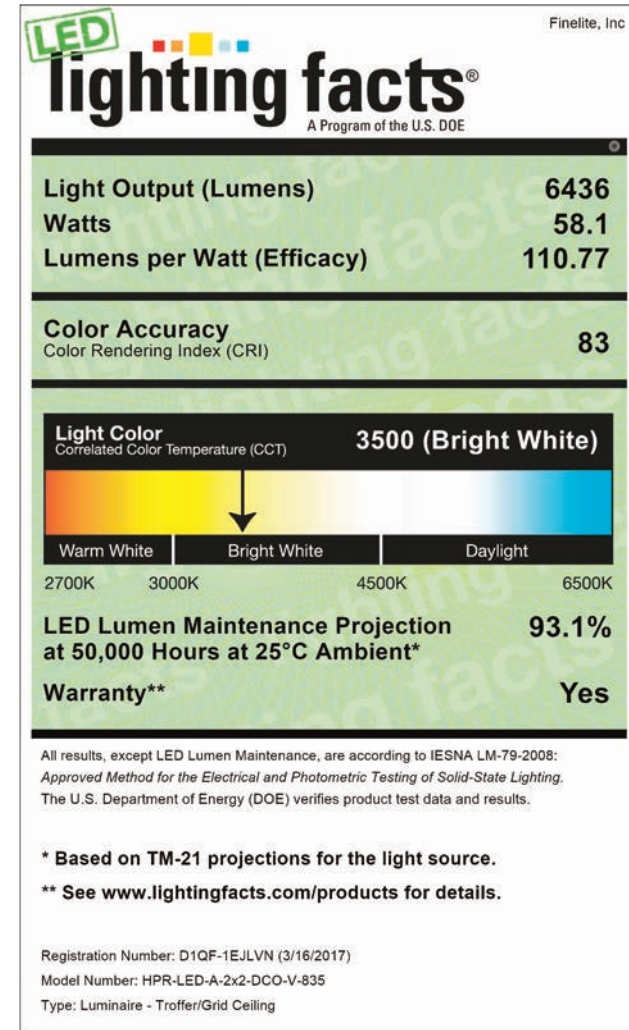 Finelite, Inc
LED
lighting facts®
A Program of the U.S. DOE
Light Output (Lumens) 6436
Watts 58.1
Lumens per Watt (Efficacy) 110.77
Color Accuracy
Color Rendering Index (CRI) 83
Light Color
Correlated Color Temperature (CCT) 3500 (Bright White)
Warm White Bright White Daylight
2700K 3000K 4500K 6500K
LED Lumen Maintenance Projection
at 50,000 Hours at 25°C Ambient* 93.1%
Warranty** Yes
All results, except LED Lumen Maintenance, are according to IESNA LM-79-2008:
Approved Method for the Electrical and Photometric Testing of Solid-State Lighting.
The U.S. Department of Energy (DOE) verifies product test data and results.
* Based on TM-21 projections for the light source.
** See www.lightingfacts.com/products for details.
Registration Number: D1QF-1EJLVN (3/16/2017)
Model Number: HPR-LED-A-2x2-DCO-V-835
Type: Luminaire - Troffer/Grid Ceiling